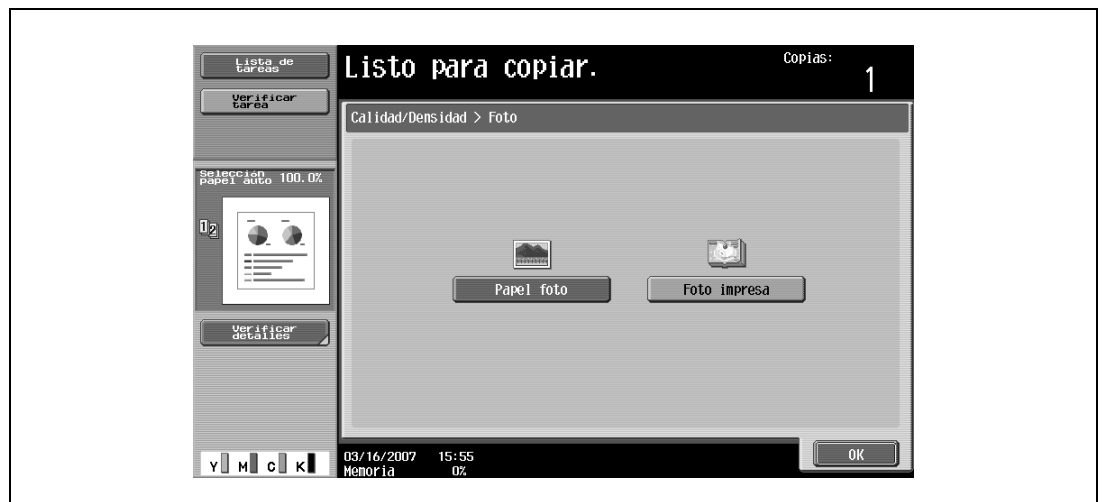 Lista de
tareas
Verificar
tarea
Listo para copiar.
Copias:
1
Calidad/Densidad > Foto
Selección
papel auto 100.0%
12
Papel foto
Foto impresa
Verificar
detalles
OK
Y M C K
03/16/2007 15:55
Memoria 0%